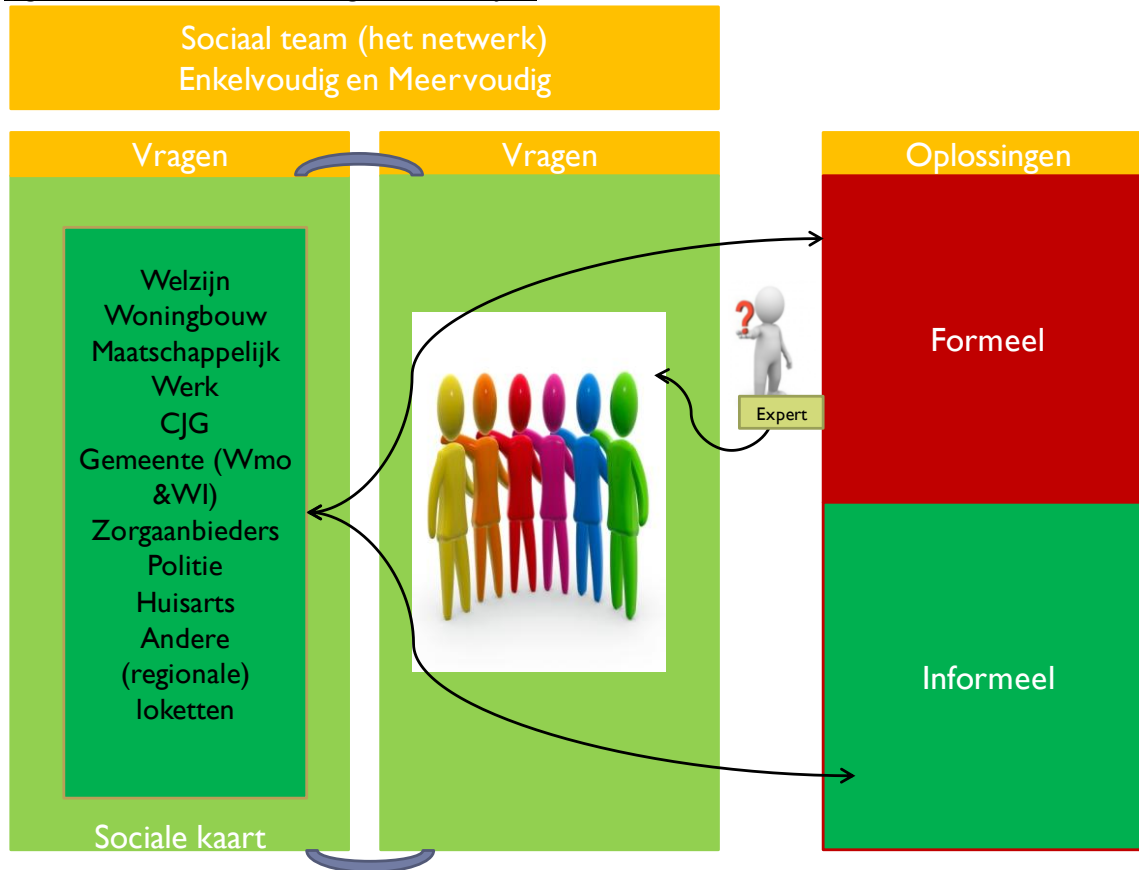 Sociaal team (het netwerk)
Enkelvoudig en Meervoudig
Vragen
Welzijn
Woningbouw
Maatschappelijk
Werk
CJG
Gemeente (Wmo
&WI)
Zorgaanbieders
Politie
Huisarts
Andere
(regionale)
loketten
Sociale kaart
Vragen
?
Expert
Oplossingen
Formeel
Informeel